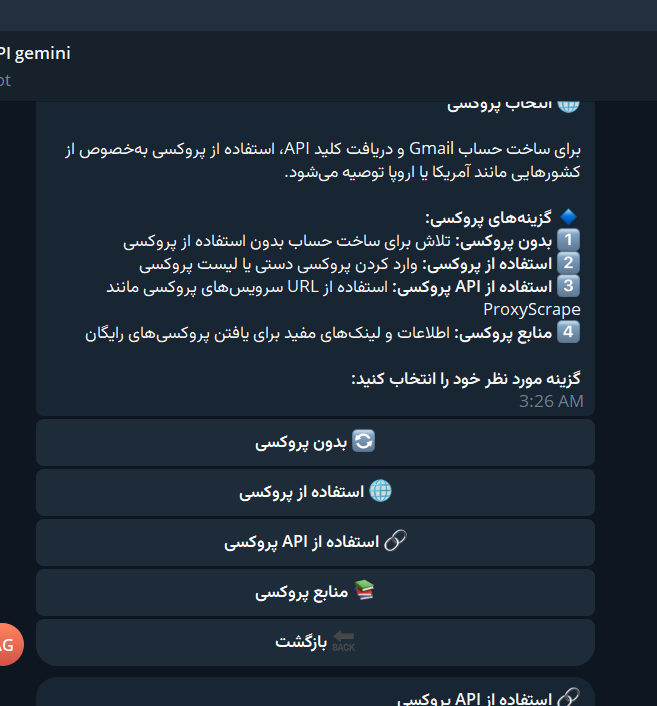 PI gemini
ot
🌐 انتخاب پروکسی
برای ساخت حساب Gmail و دریافت کلید API، استفاده از پروکسی به‌خصوص از
کشورهایی مانند آمریکا یا اروپا توصیه می‌شود.
🔷 گزینه‌های پروکسی:
1️⃣ بدون پروکسی: تلاش برای ساخت حساب بدون استفاده از پروکسی
2️⃣ استفاده از پروکسی: وارد کردن پروکسی دستی یا لیست پروکسی
3️⃣ استفاده از API پروکسی: استفاده از URL سرویس‌های پروکسی مانند
ProxyScrape
4️⃣ منابع پروکسی: اطلاعات و لینک‌های مفید برای یافتن پروکسی‌های رایگان
گزینه مورد نظر خود را انتخاب کنید:
3:26 AM
🔄 بدون پروکسی
🌐 استفاده از پروکسی
🔗 استفاده از API پروکسی
📚 منابع پروکسی
🔙 بازگشت
AG
🔗 استفاده از API پروکسی